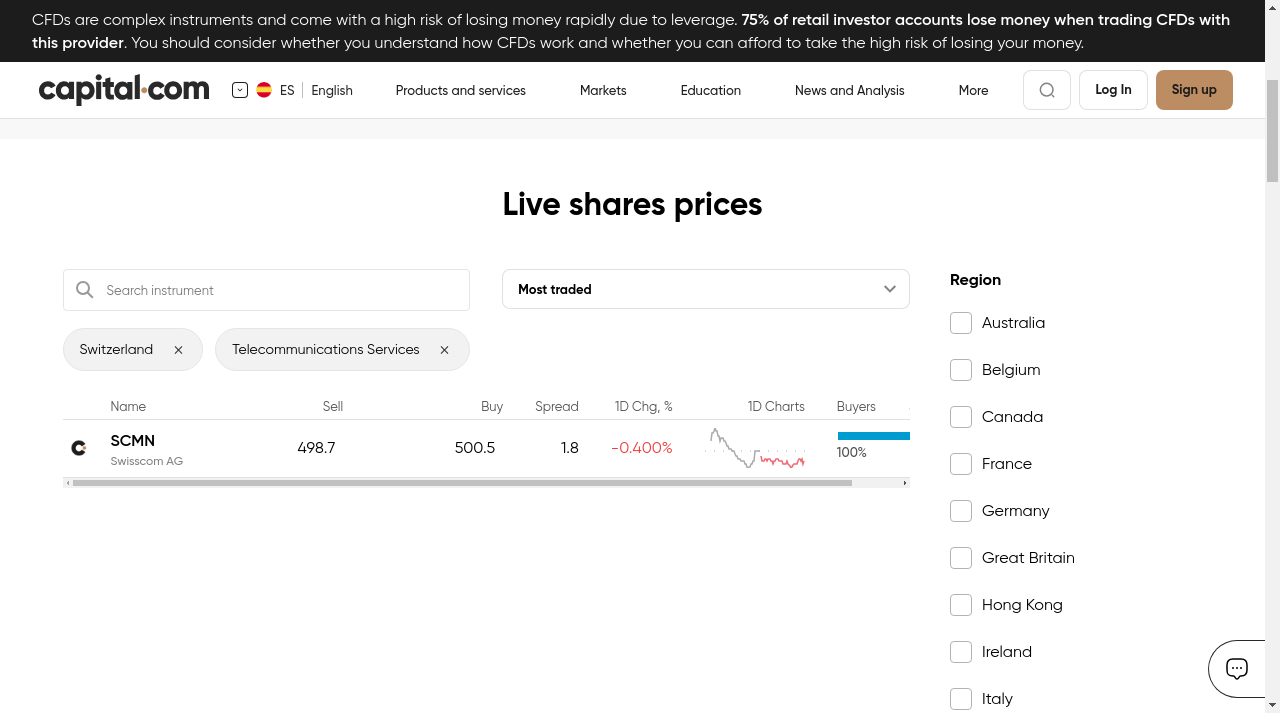 CFDs are complex instruments and come with a high risk of losing money rapidly due to leverage. 75% of retail investor accounts lose money when trading CFDs with
this provider. You should consider whether you understand how CFDs work and whether you can afford to take the high risk of losing your money.
capital.com
ES | English
Products and services
Markets
Education
News and Analysis
More
Log In
Sign up
Live shares prices
Search instrument
Most traded
Switzerland
Telecommunications Services
Name Sell Buy Spread 1D Chg, % 1D Charts Buyers
SCMN 498.7 500.5 1.8 -0.400% 100%
Swisscom AG
Region
Australia
Belgium
Canada
France
Germany
Great Britain
Hong Kong
Ireland
Italy